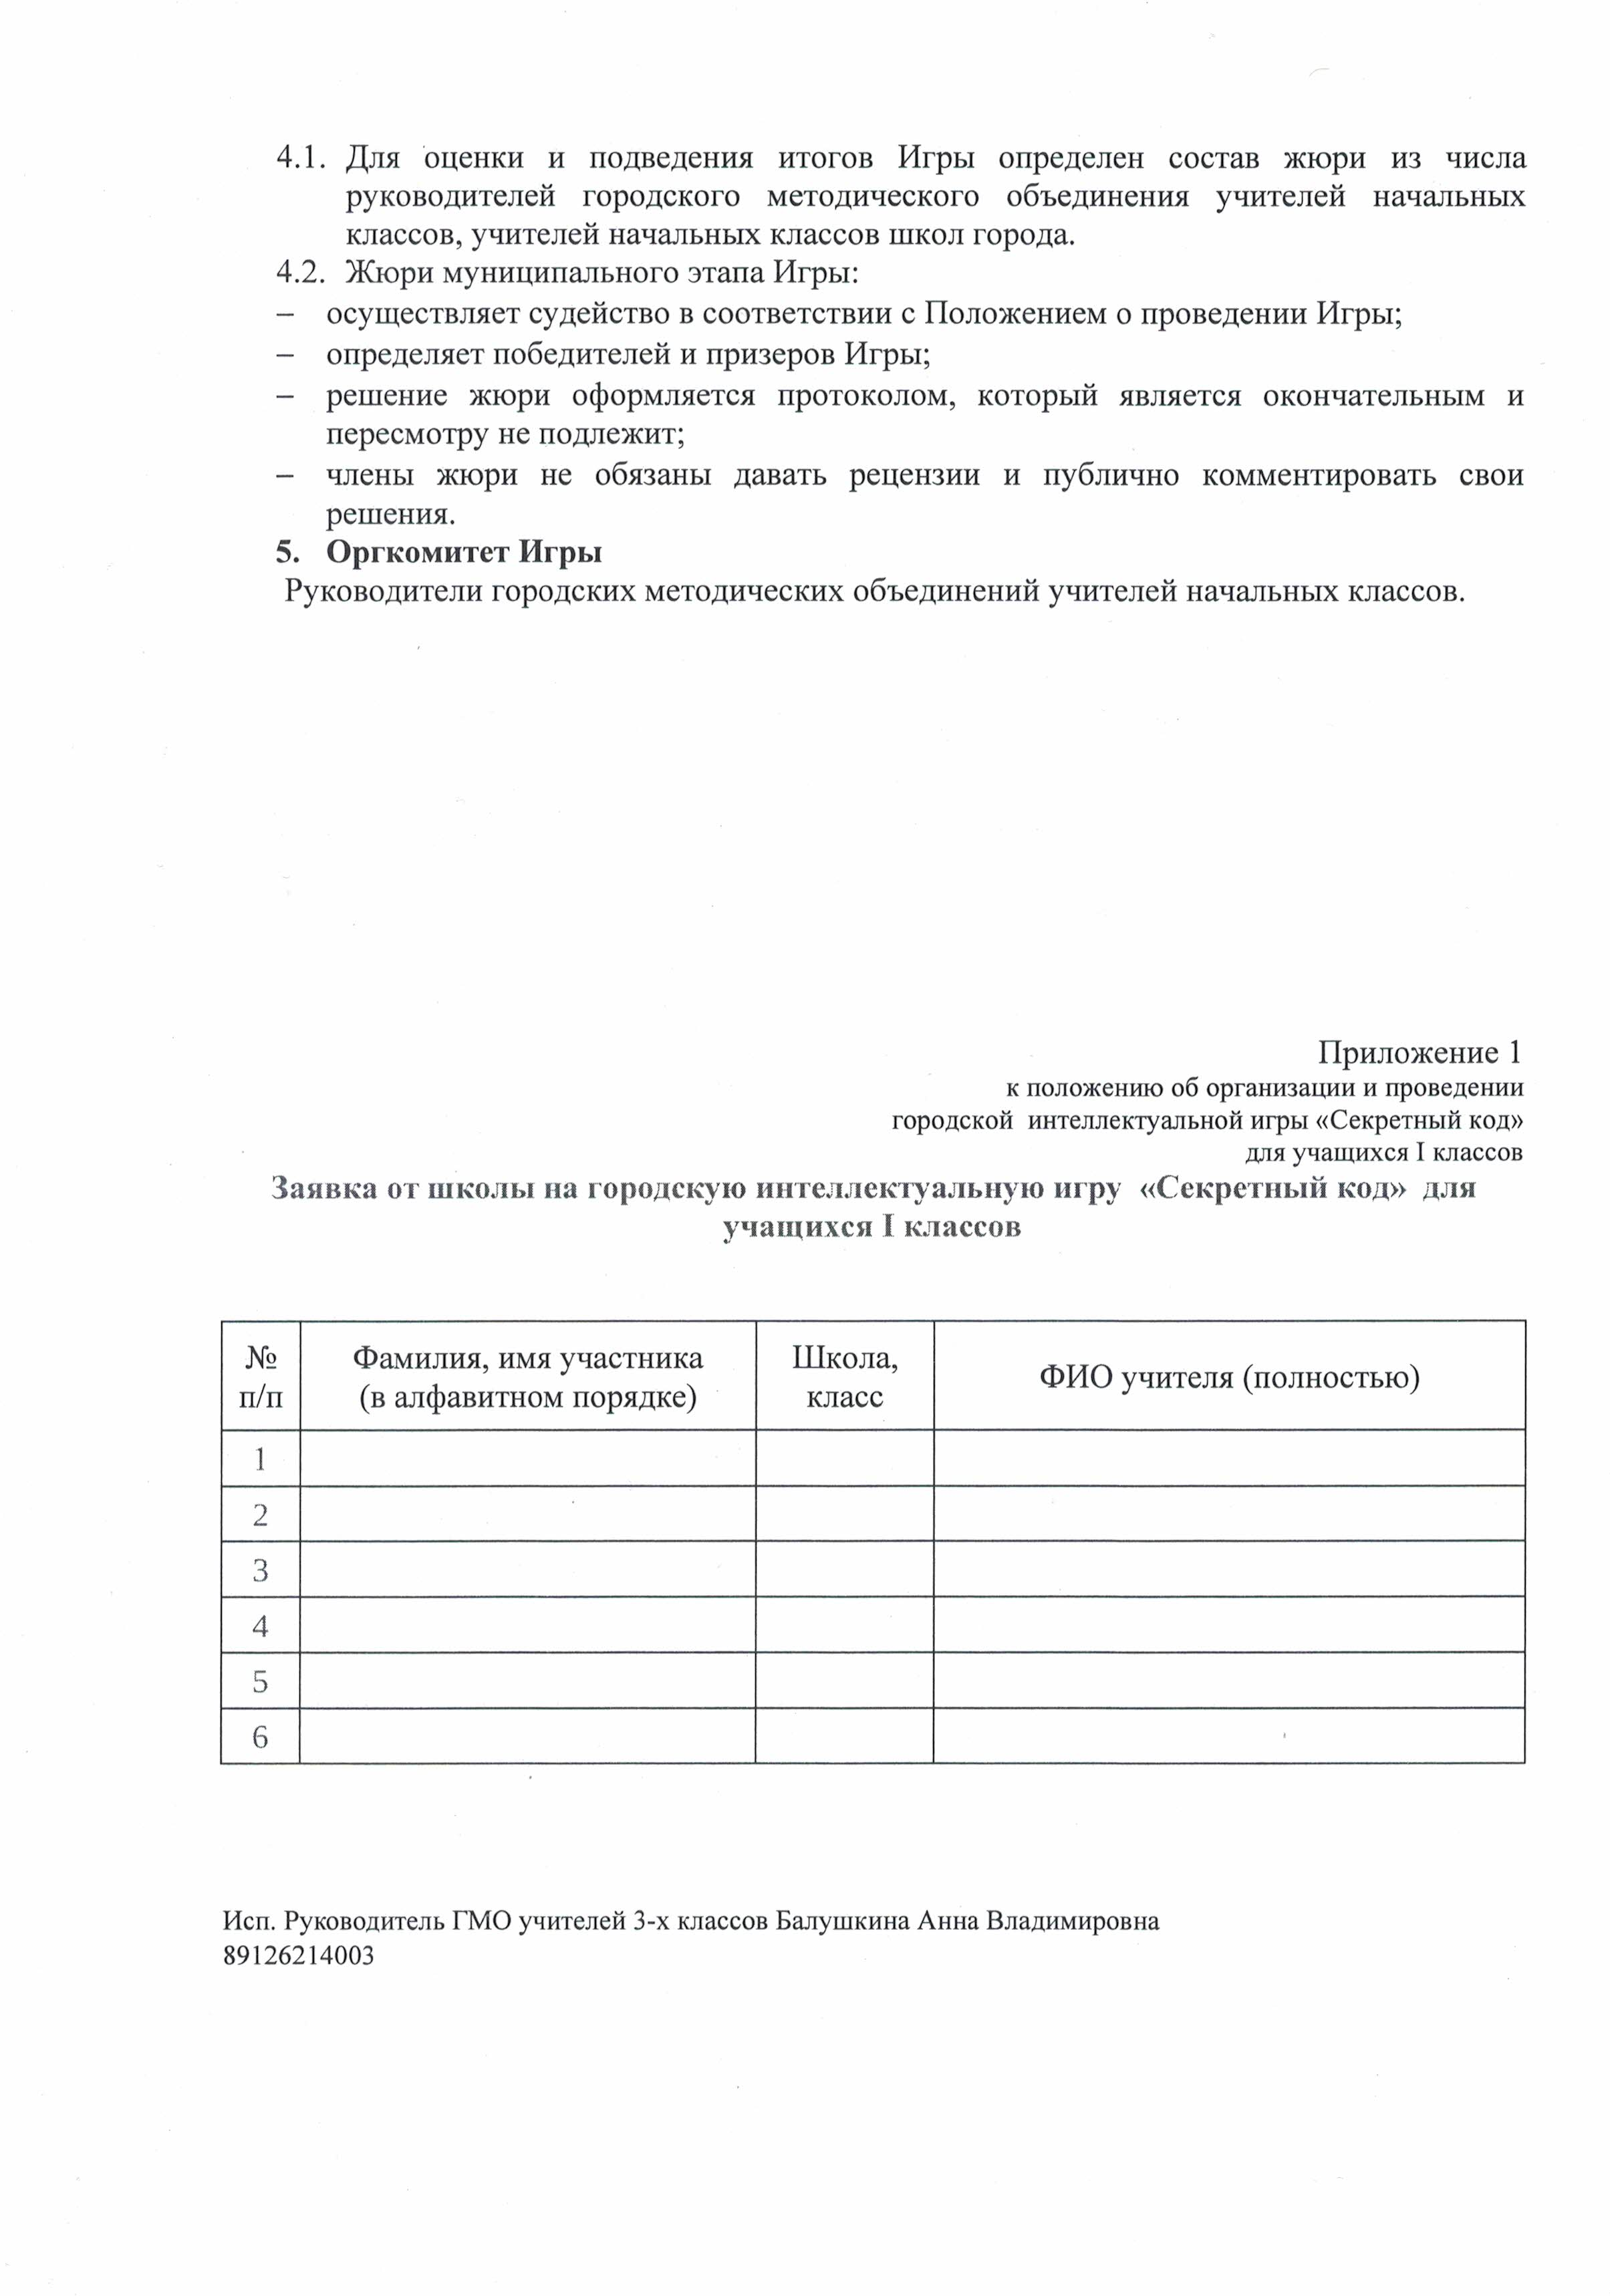 4.1. Для оценки и подведения итогов Игры определен состав жюри из числа
руководителей городского методического объединения учителей начальных
классов, учителей начальных классов школ города.
4.2. Жюри муниципального этапа Игры:
– осуществляет судейство в соответствии с Положением о проведении Игры;
– определяет победителей и призеров Игры;
– решение жюри оформляется протоколом, который является окончательным и
пересмотру не подлежит;
– члены жюри не обязаны давать рецензии и публично комментировать свои
решения.
5. Оргкомитет Игры
Руководители городских методических объединений учителей начальных классов.
Приложение 1
к положению об организации и проведении
городской интеллектуальной игры «Секретный код»
для учащихся I классов
Заявка от школы на городскую интеллектуальную игру «Секретный код» для
учащихся I классов
№ п/п
Фамилия, имя участника
(в алфавитном порядке)
Школа,
класс
ФИО учителя (полностью)
1
2
3
4
5
6
Исп. Руководитель ГМО учителей 3-х классов Балушкина Анна Владимировна
89126214003